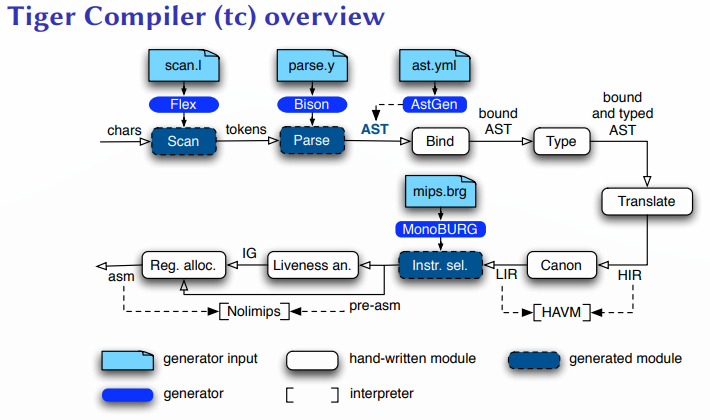 Tiger Compiler (tc) overview
scan.l
parse.y
ast.yml
Flex
Bison
AstGen
chars
Scan
tokens
Parse
AST
Bind
bound
AST
Type
bound
and typed
AST
mips.brg
Translate
MonoBURG
Reg. alloc.
IG
Liveness an.
Instr. sel.
Canon
asm
LIR
HIR
[Nolimips]
pre-asm
[HAVM]
generator input
hand-written module
generated module
generator
[ ] interpreter